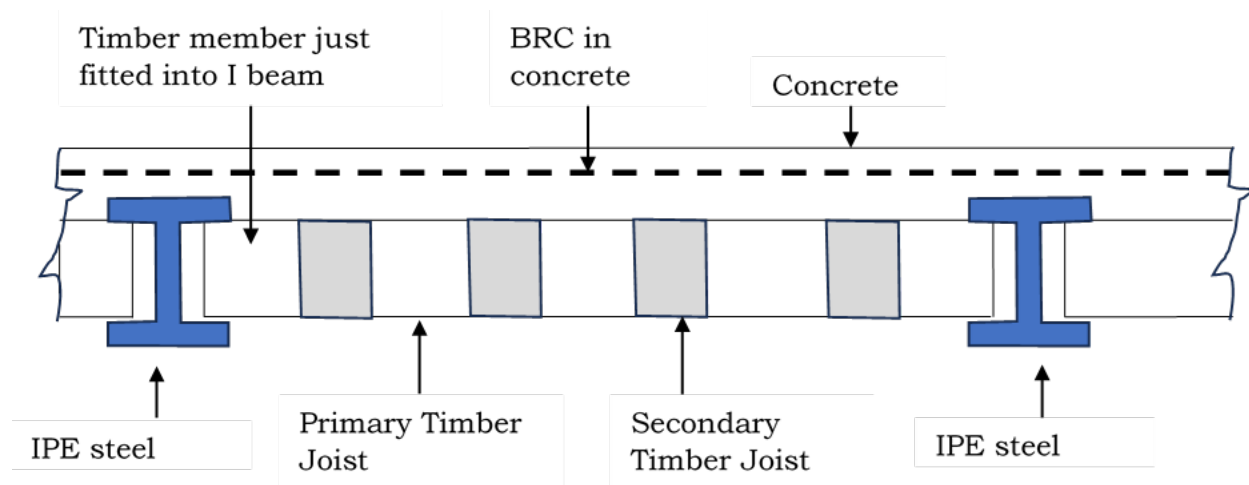 Timber member just
fitted into I beam
BRC in
concrete
Concrete
IPE steel
Primary Timber
Joist
Secondary
Timber Joist
IPE steel